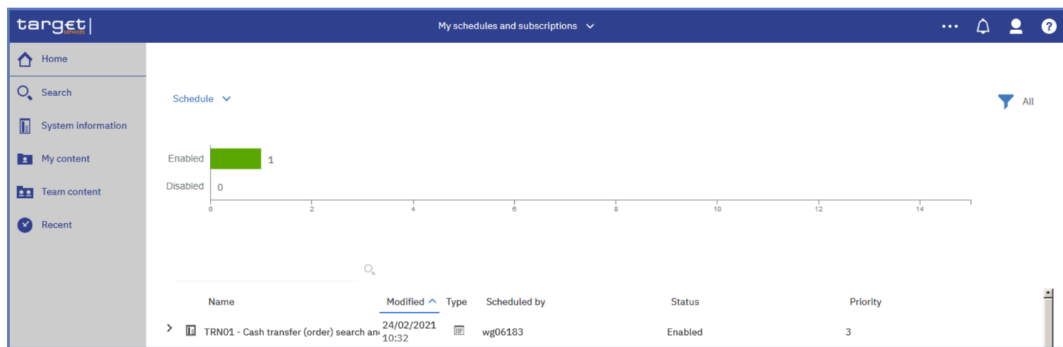 target
services
My schedules and subscriptions
Home
Search
System information
My content
Team content
Recent
Schedule
All
Enabled 1
Disabled 0
0 2 4 6 8 10 12 14
Name Modified Type Scheduled by Status Priority
TRN01 - Cash transfer (order) search an 24/02/2021 10:32 wg06183 Enabled 3